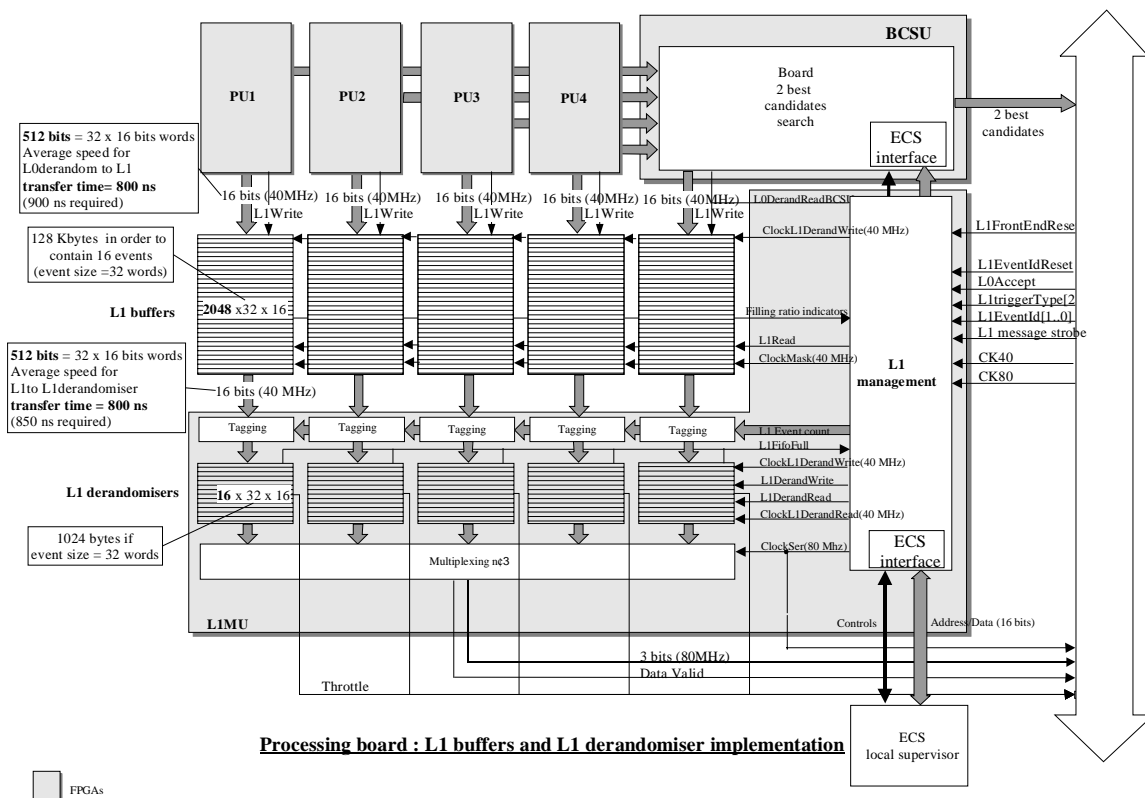 BCSU
PU1
PU2
PU3
PU4
Board
2 best
candidates
search
ECS
interface
2 best
candidates
512 bits = 32 x 16 bits words
Average speed for
L0derandom to L1
transfer time= 800 ns
(900 ns required)
16 bits (40MHz)
L1Write
16 bits (40MHz)
L1Write
16 bits (40MHz)
L1Write
16 bits (40MHz)
L1Write
16 bits (40MHz)
L1Write
L0DerandReadBCSU
128 Kbytes in order to
contain 16 events
(event size =32 words)
ClockL1DerandWrite(40 MHz)
L1FrontEndRese
L1EventIdReset
L0Accept
L1triggerType[2
L1EventId[1..0]
L1 message strobe
CK40
CK80
L1 buffers
2048 x32 x 16
Filling ratio indicators
L1Read
ClockMask(40 MHz)
L1
management
512 bits = 32 x 16 bits words
Average speed for
L1to L1derandomiser
transfer time = 800 ns
(850 ns required)
16 bits (40 MHz)
Tagging
Tagging
Tagging
Tagging
Tagging
L1 Event count
L1FifoFull
ClockL1DerandWrite(40 MHz)
L1DerandWrite
L1DerandRead
ClockL1DerandRead(40 MHz)
L1 derandomisers
16 x 32 x 16
1024 bytes if
event size = 32 words
ClockSer(80 Mhz)
ECS
interface
Multiplexing n¢3
L1MU
Controls
Address/Data (16 bits)
3 bits (80MHz)
Data Valid
Throttle
ECS
local supervisor
Processing board : L1 buffers and L1 derandomiser implementation
FPGAs